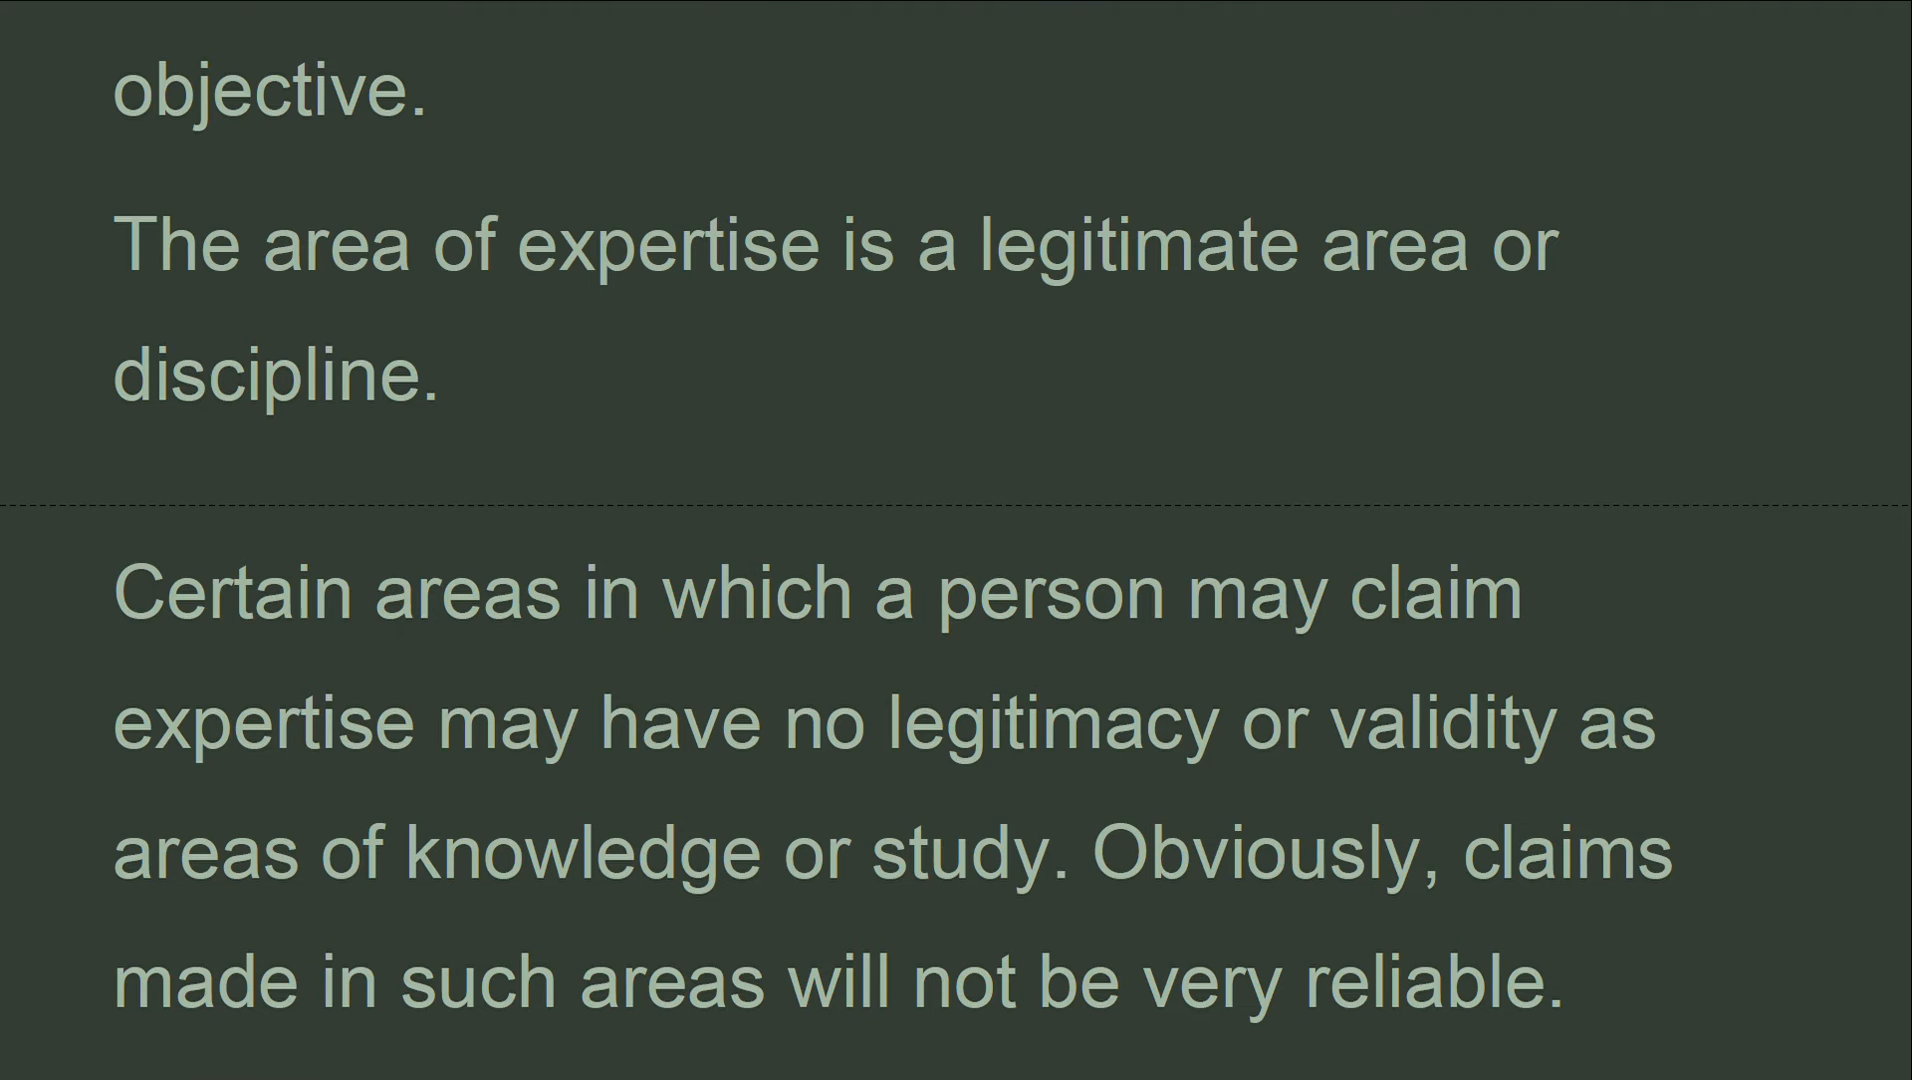 objective.
The area of expertise is a legitimate area or
discipline.
Certain areas in which a person may claim
expertise may have no legitimacy or validity as
areas of knowledge or study. Obviously, claims
made in such areas will not be very reliable.